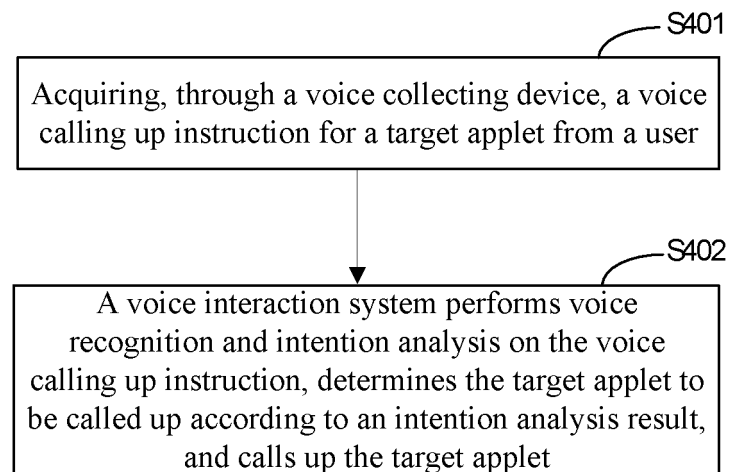 S401
Acquiring, through a voice collecting device, a voice
calling up instruction for a target applet from a user
S402
A voice interaction system performs voice
recognition and intention analysis on the voice
calling up instruction, determines the target applet to
be called up according to an intention analysis result,
and calls up the target applet